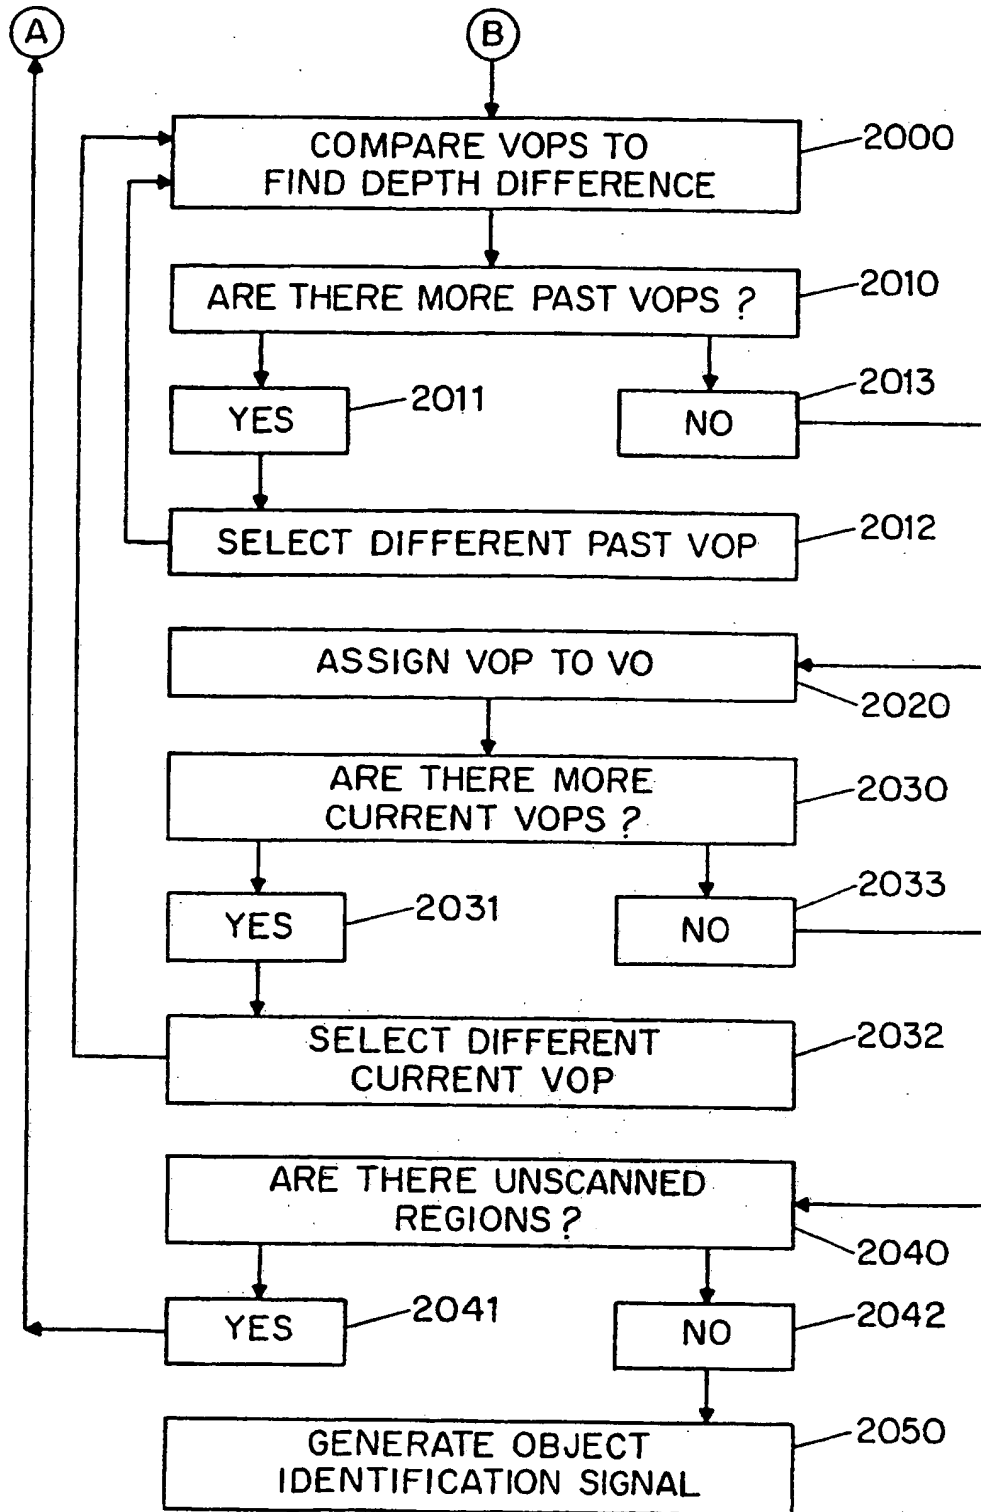 A
B
COMPARE VOPS TO
FIND DEPTH DIFFERENCE
2000
ARE THERE MORE PAST VOPS ?
2010
YES
2011
NO
2013
SELECT DIFFERENT PAST VOP
2012
ASSIGN VOP TO VO
2020
ARE THERE MORE
CURRENT VOPS ?
2030
YES
2031
NO
2033
SELECT DIFFERENT
CURRENT VOP
2032
ARE THERE UNSCANNED
REGIONS ?
2040
YES
2041
NO
2042
GENERATE OBJECT
IDENTIFICATION SIGNAL
2050